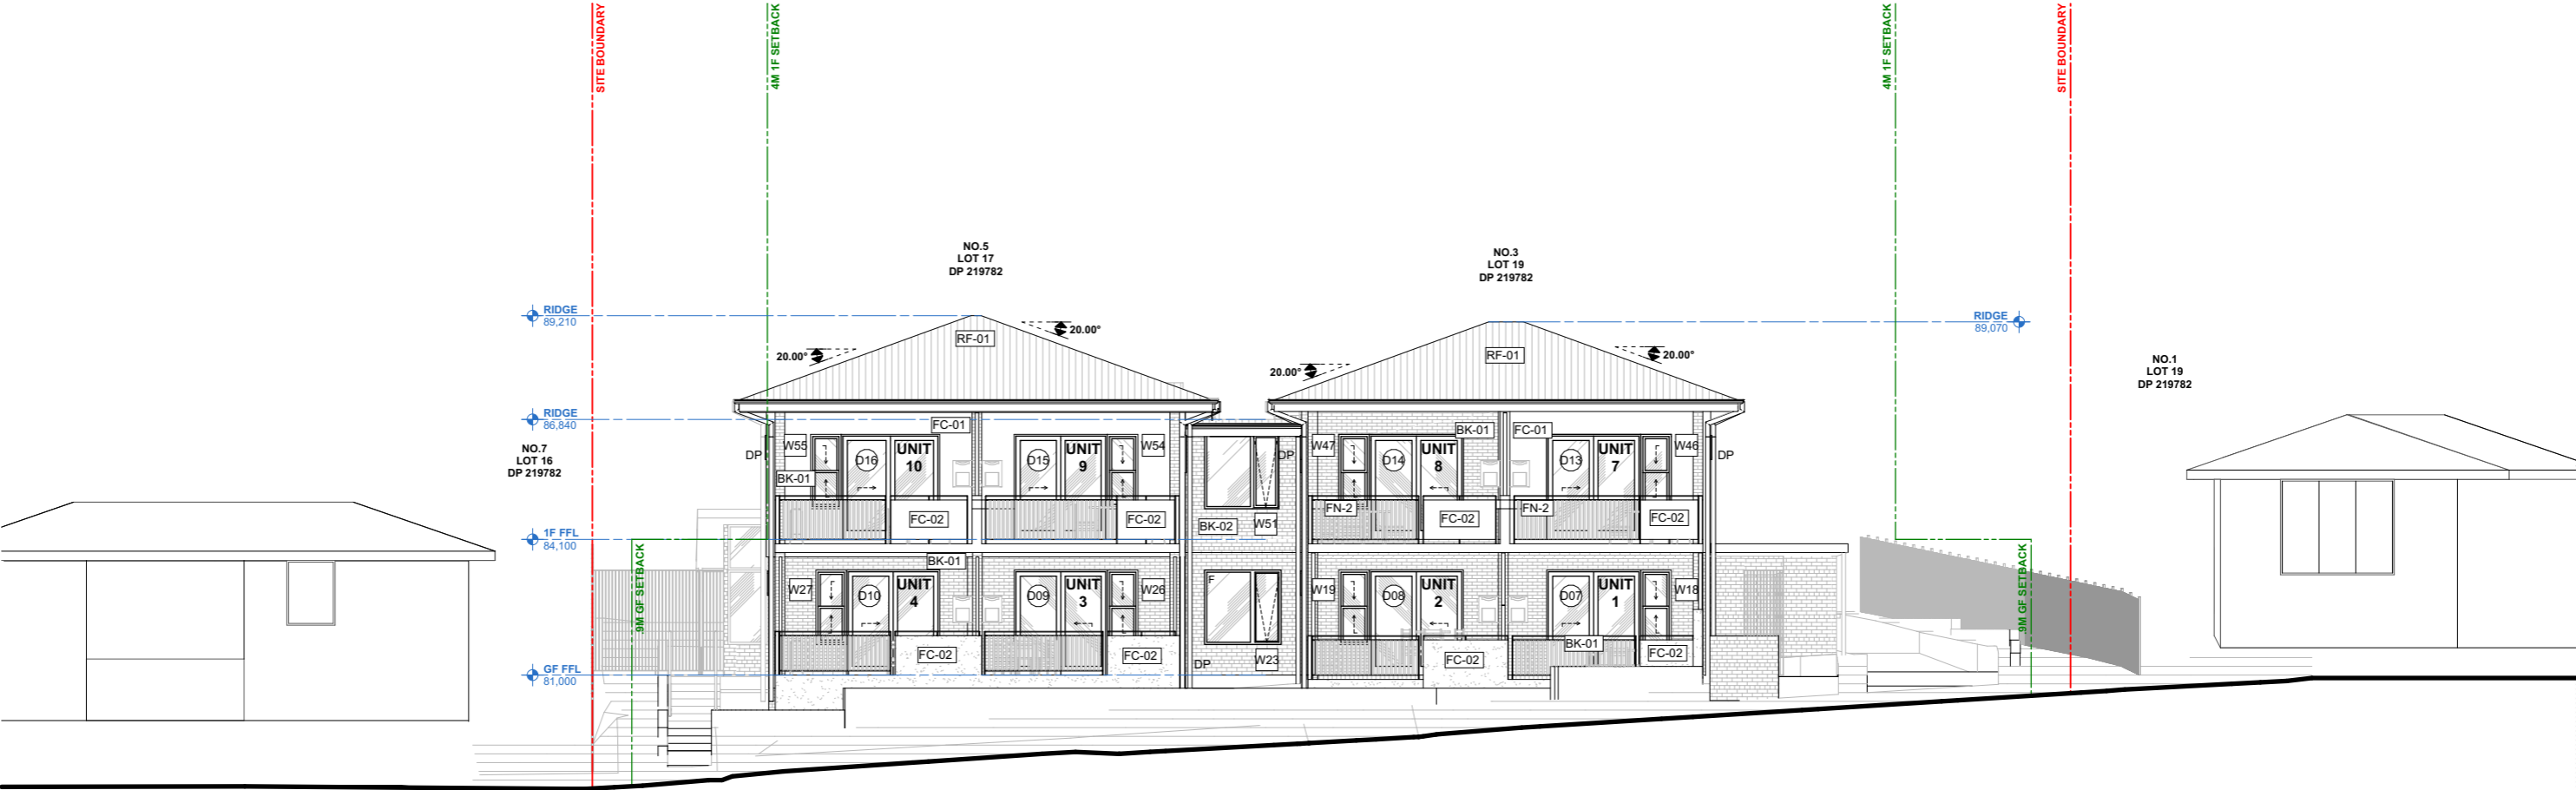 SITE BOUNDARY
4M 1F SETBACK
4M 1F SETBACK
SITE BOUNDARY
NO.5
LOT 17
DP 219782
NO.3
LOT 19
DP 219782
RIDGE
89,210
20.00°
20.00°
RF-01
20.00°
20.00°
RF-01
RIDGE
89,070
NO.1
LOT 19
DP 219782
RIDGE
86,840
NO.7
LOT 16
DP 219782
FC-01
BK-01
FC-01
DP
W55
D16
UNIT
10
D15
UNIT
9
W54
DP
W47
D14
UNIT
8
D13
UNIT
7
W46
DP
BK-01
FC-02
FC-02
BK-02
W51
FN-2
FC-02
FN-2
FC-02
1F FFL
84,100
.9M GF SETBACK
BK-01
W27
D10
UNIT
4
D09
UNIT
3
W26
F
W19
D08
UNIT
2
D07
UNIT
1
W18
.9M GF SETBACK
FC-02
FC-02
DP
W23
FC-02
BK-01
FC-02
GF FFL
81,000